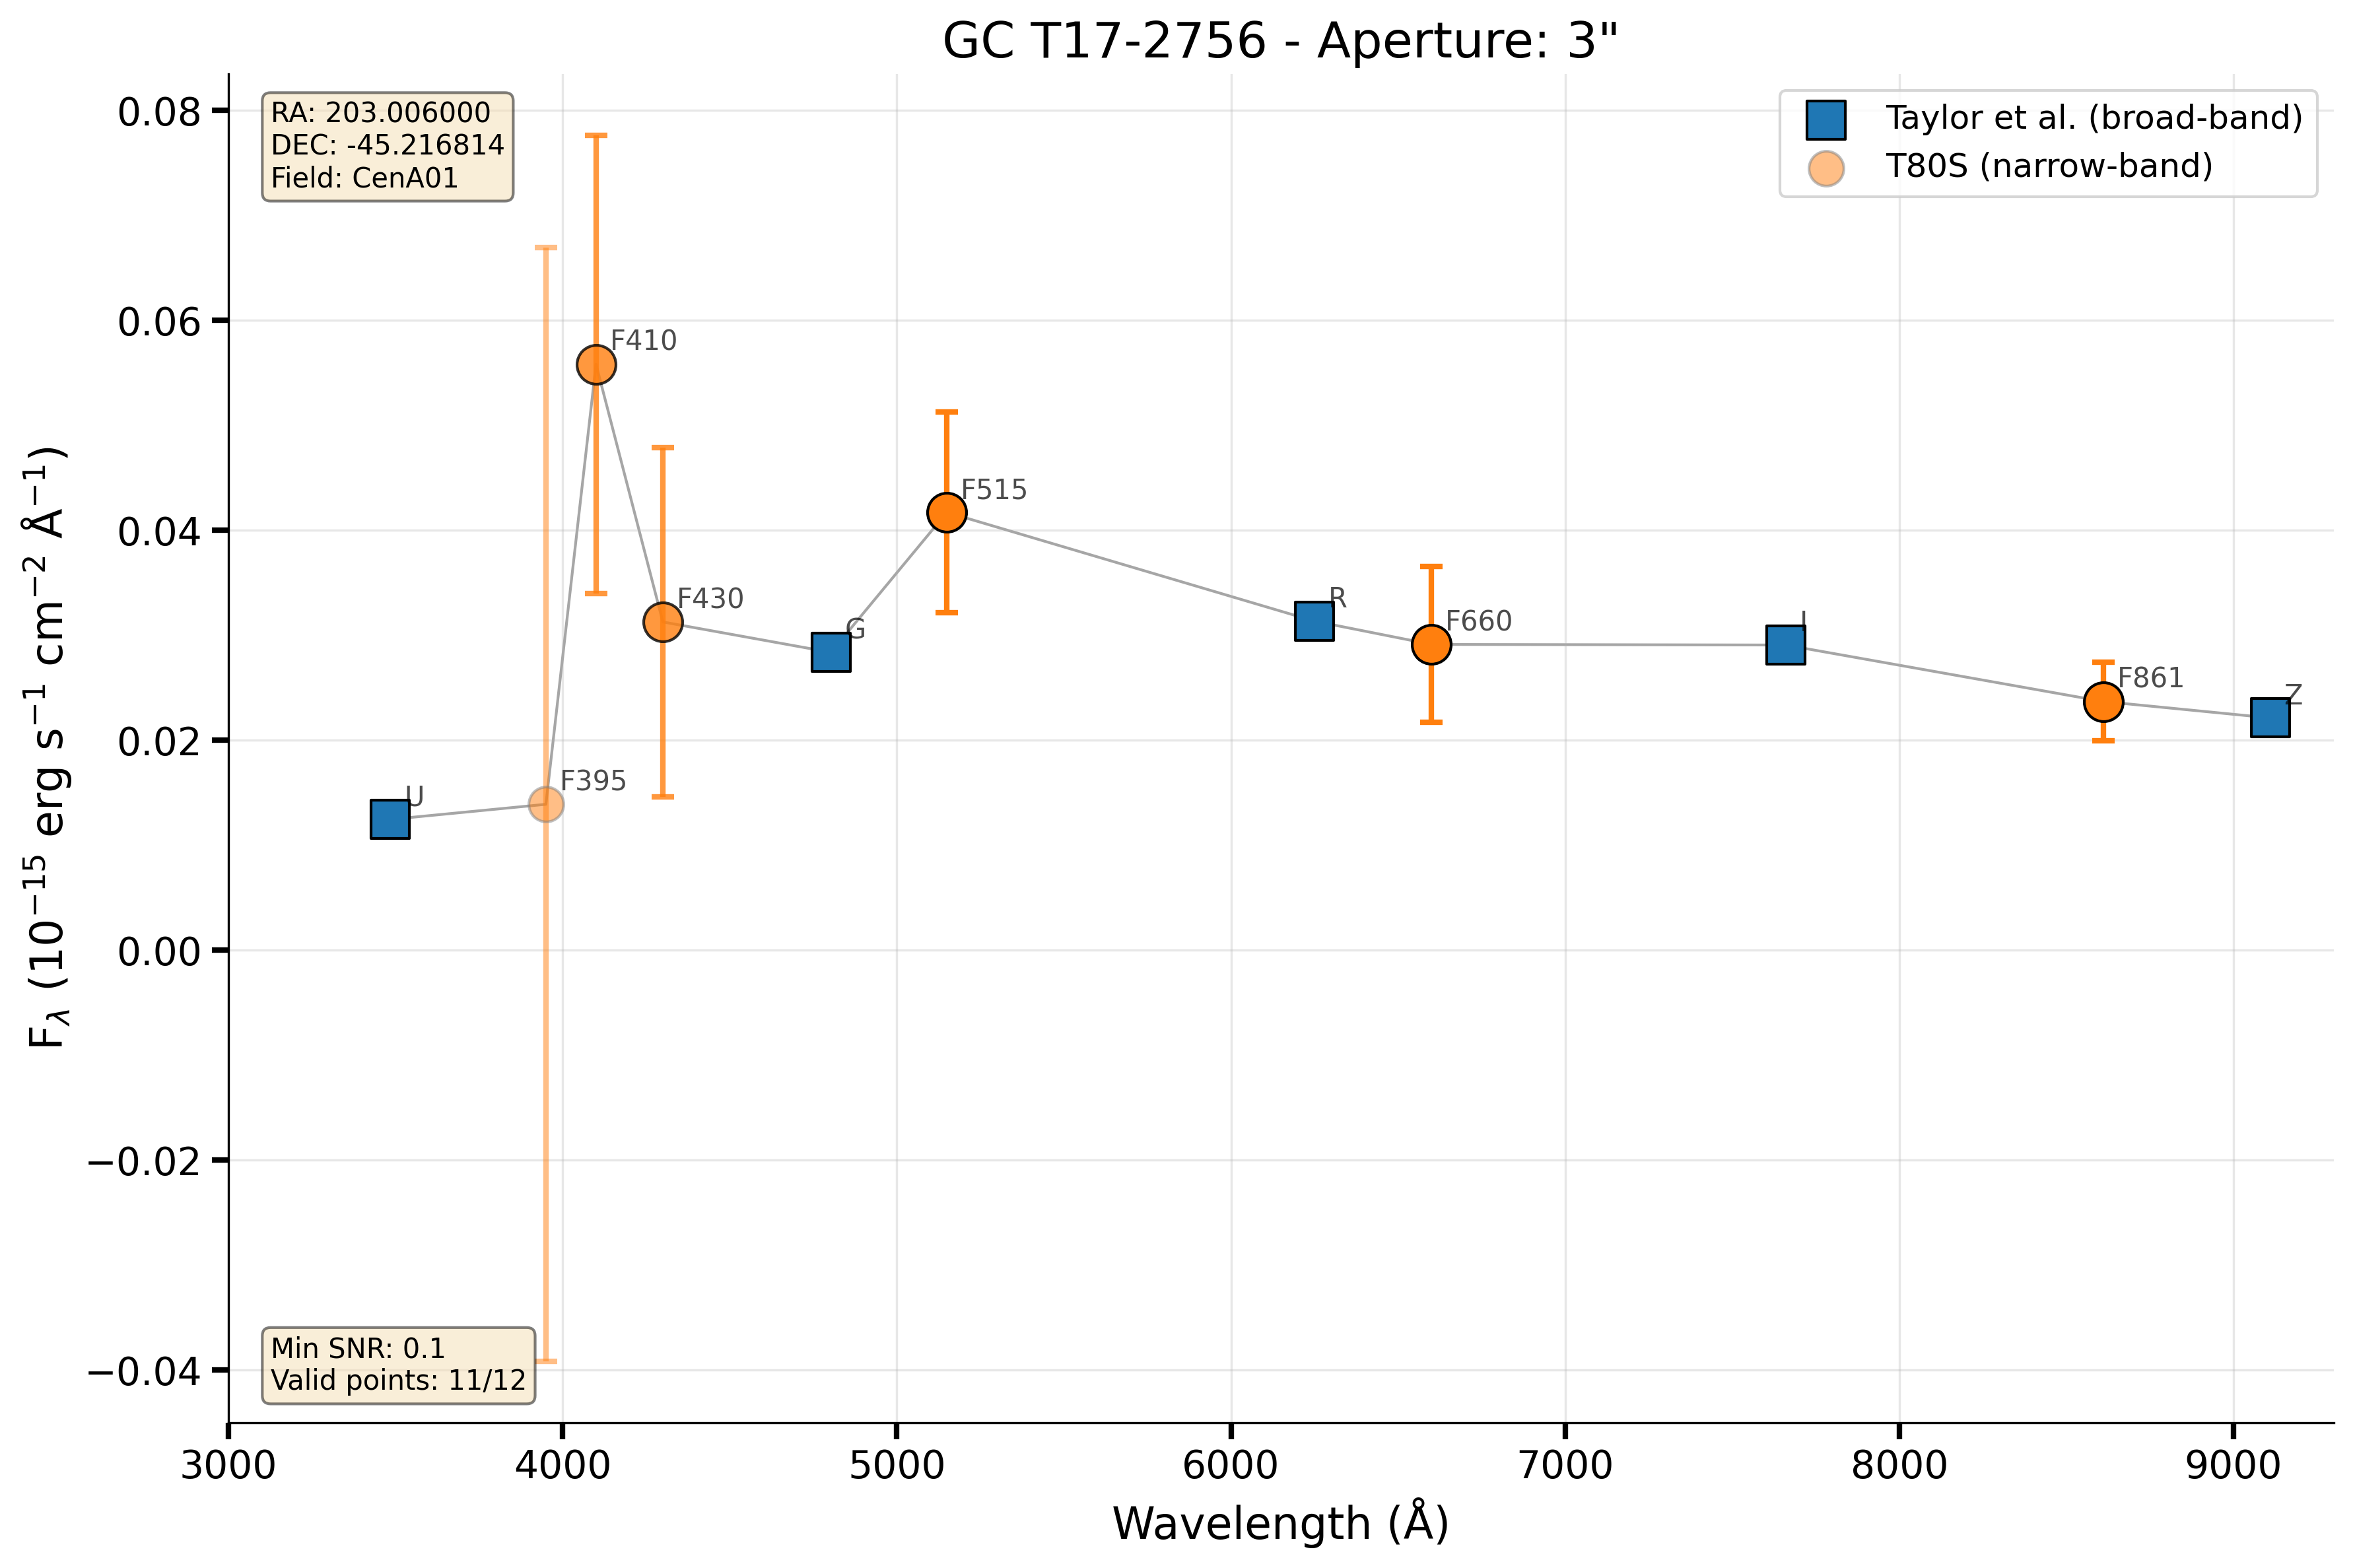 GC T17-2756 - Aperture: 3"
RA: 203.006000
DEC: -45.216814
Field: CenA01
Taylor et al. (broad-band)
T80S (narrow-band)
0.08
0.06
0.04
0.02
0.00
−0.02
−0.04
F_λ (10⁻¹⁵ erg s⁻¹ cm⁻² Å⁻¹)
U
F395
F410
F430
G
F515
R
F660
I
F861
Z
Min SNR: 0.1
Valid points: 11/12
3000 4000 5000 6000 7000 8000 9000
Wavelength (Å)